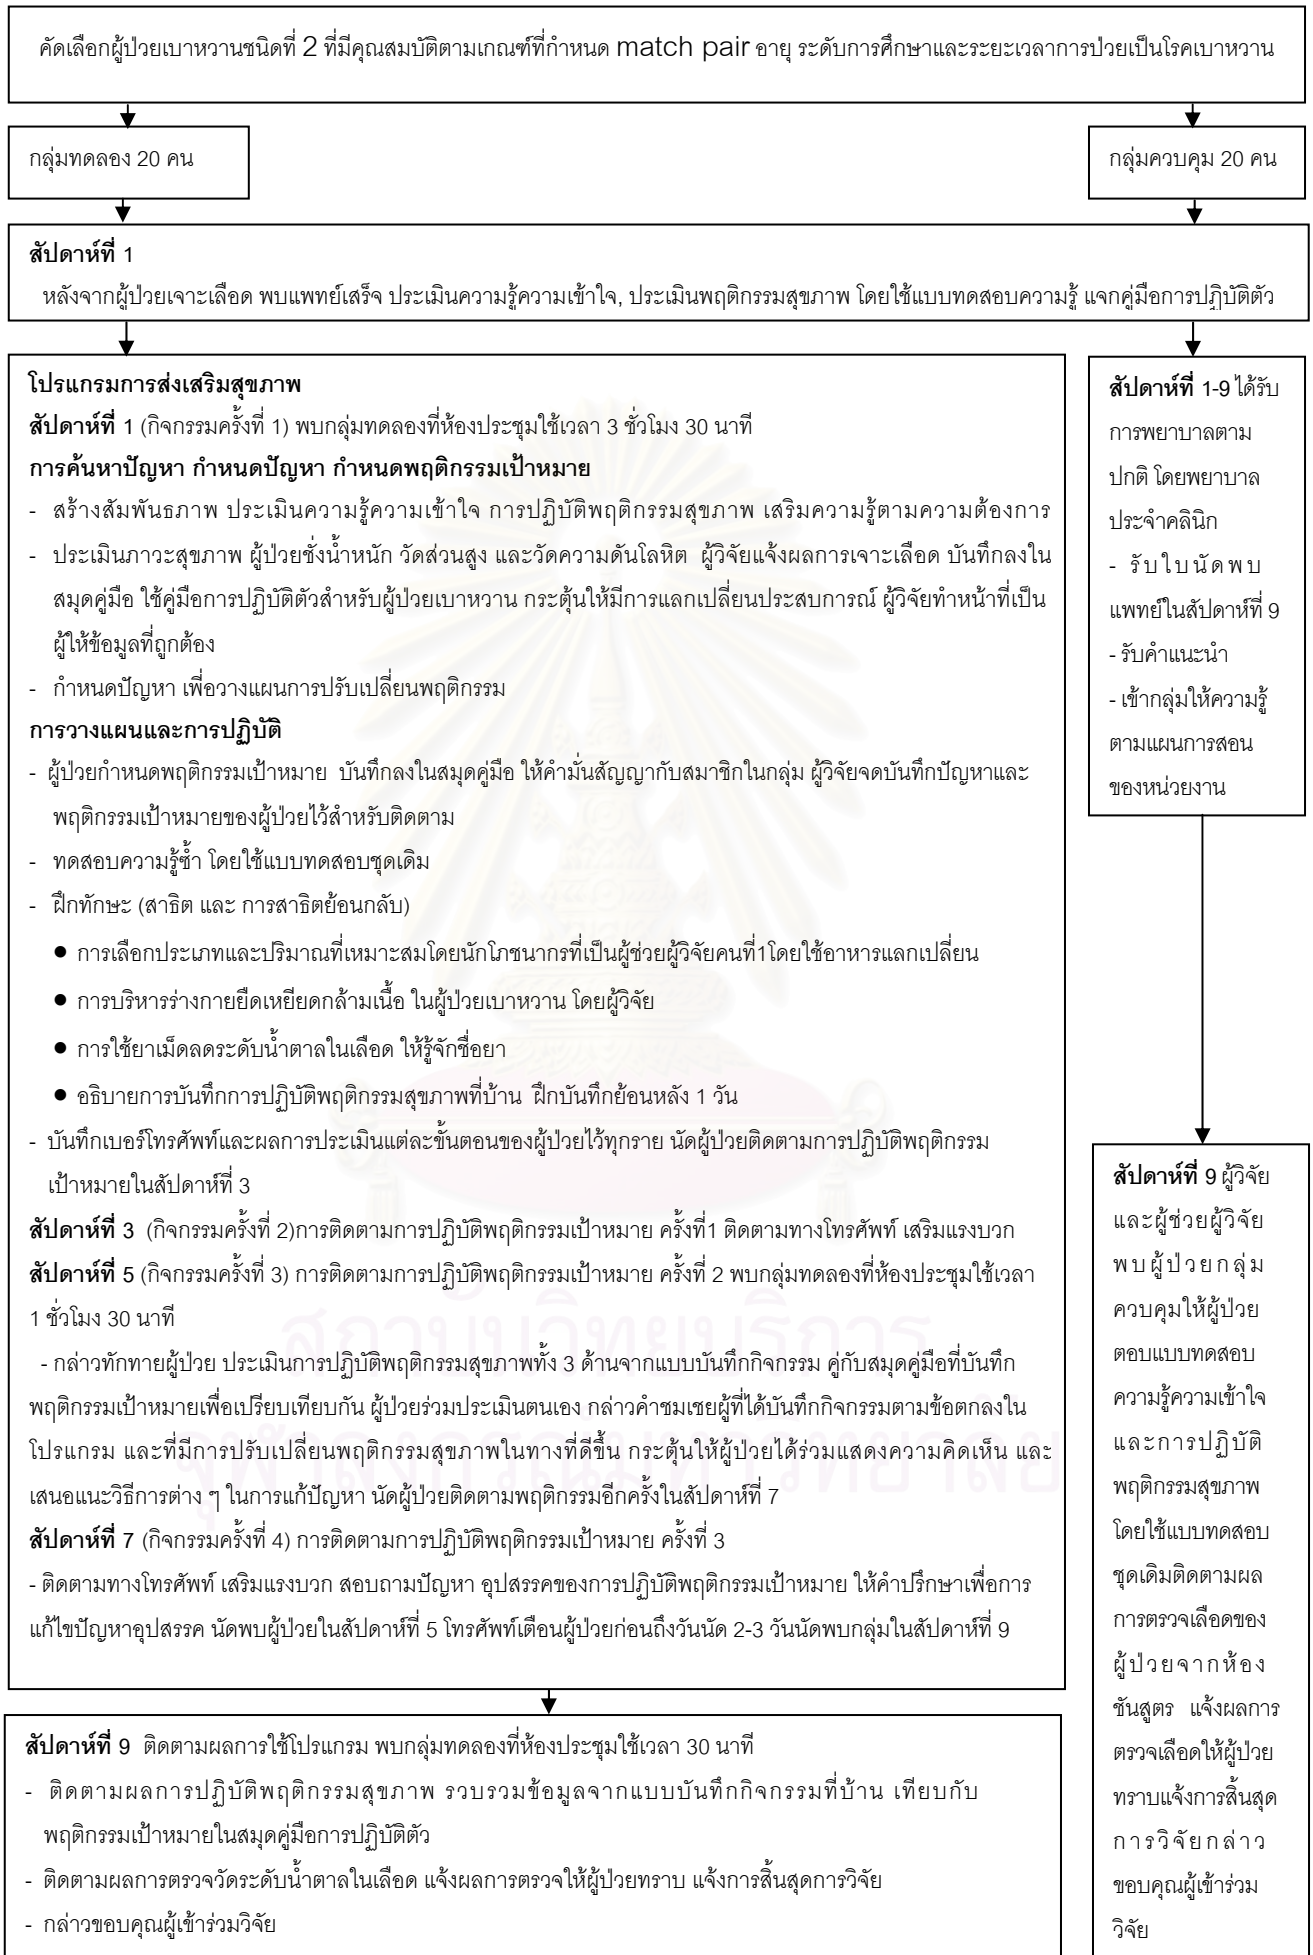 คัดเลือกผู้ป่วยเบาหวานชนิดที่ 2 ที่มีคุณสมบัติตามเกณฑ์ที่กำหนด match pair อายุ ระดับการศึกษาและระยะเวลาการป่วยเป็นโรคเบาหวาน
กลุ่มทดลอง 20 คน
กลุ่มควบคุม 20 คน
สัปดาห์ที่ 1
หลังจากผู้ป่วยเจาะเลือด พบแพทย์เสร็จ ประเมินความรู้ความเข้าใจ, ประเมินพฤติกรรมสุขภาพ โดยใช้แบบทดสอบความรู้ แจกคู่มือการปฏิบัติตัว
โปรแกรมการส่งเสริมสุขภาพ
สัปดาห์ที่ 1 (กิจกรรมครั้งที่ 1) พบกลุ่มทดลองที่ห้องประชุมใช้เวลา 3 ชั่วโมง 30 นาที
การค้นหาปัญหา กำหนดปัญหา กำหนดพฤติกรรมเป้าหมาย
- สร้างสัมพันธภาพ ประเมินความรู้ความเข้าใจ การปฏิบัติพฤติกรรมสุขภาพ เสริมความรู้ตามความต้องการ
- ประเมินภาวะสุขภาพ ผู้ป่วยชั่งน้ำหนัก วัดส่วนสูง และวัดความดันโลหิต ผู้วิจัยแจ้งผลการเจาะเลือด บันทึกลงใน
สมุดคู่มือ ใช้คู่มือการปฏิบัติตัวสำหรับผู้ป่วยเบาหวาน กระตุ้นให้มีการแลกเปลี่ยนประสบการณ์ ผู้วิจัยทำหน้าที่เป็น
ผู้ให้ข้อมูลที่ถูกต้อง
- กำหนดปัญหา เพื่อวางแผนการปรับเปลี่ยนพฤติกรรม
การวางแผนและการปฏิบัติ
- ผู้ป่วยกำหนดพฤติกรรมเป้าหมาย บันทึกลงในสมุดคู่มือ ให้คำมั่นสัญญากับสมาชิกในกลุ่ม ผู้วิจัยจดบันทึกปัญหาและ
พฤติกรรมเป้าหมายของผู้ป่วยไว้สำหรับติดตาม
- ทดสอบความรู้ซ้ำ โดยใช้แบบทดสอบชุดเดิม
- ฝึกทักษะ (สาธิต และ การสาธิตย้อนกลับ)
● การเลือกประเภทและปริมาณที่เหมาะสมโดยนักโภชนากรที่เป็นผู้ช่วยผู้วิจัยคนที่1โดยใช้อาหารแลกเปลี่ยน
● การบริหารร่างกายยืดเหยียดกล้ามเนื้อ ในผู้ป่วยเบาหวาน โดยผู้วิจัย
● การใช้ยาเม็ดลดระดับน้ำตาลในเลือด ให้รู้จักชื่อยา
● อธิบายการบันทึกการปฏิบัติพฤติกรรมสุขภาพที่บ้าน ฝึกบันทึกย้อนหลัง 1 วัน
- บันทึกเบอร์โทรศัพท์และผลการประเมินแต่ละขั้นตอนของผู้ป่วยไว้ทุกราย นัดผู้ป่วยติดตามการปฏิบัติพฤติกรรม
เป้าหมายในสัปดาห์ที่ 3
สัปดาห์ที่ 3 (กิจกรรมครั้งที่ 2)การติดตามการปฏิบัติพฤติกรรมเป้าหมาย ครั้งที่1 ติดตามทางโทรศัพท์ เสริมแรงบวก
สัปดาห์ที่ 5 (กิจกรรมครั้งที่ 3) การติดตามการปฏิบัติพฤติกรรมเป้าหมาย ครั้งที่ 2 พบกลุ่มทดลองที่ห้องประชุมใช้เวลา
1 ชั่วโมง 30 นาที
- กล่าวทักทายผู้ป่วย ประเมินการปฏิบัติพฤติกรรมสุขภาพทั้ง 3 ด้านจากแบบบันทึกกิจกรรม คู่กับสมุดคู่มือที่บันทึก
พฤติกรรมเป้าหมายเพื่อเปรียบเทียบกัน ผู้ป่วยร่วมประเมินตนเอง กล่าวคำชมเชยผู้ที่ได้บันทึกกิจกรรมตามข้อตกลงใน
โปรแกรม และที่มีการปรับเปลี่ยนพฤติกรรมสุขภาพในทางที่ดีขึ้น กระตุ้นให้ผู้ป่วยได้ร่วมแสดงความคิดเห็น และ
เสนอแนะวิธีการต่าง ๆ ในการแก้ปัญหา นัดผู้ป่วยติดตามพฤติกรรมอีกครั้งในสัปดาห์ที่ 7
สัปดาห์ที่ 7 (กิจกรรมครั้งที่ 4) การติดตามการปฏิบัติพฤติกรรมเป้าหมาย ครั้งที่ 3
- ติดตามทางโทรศัพท์ เสริมแรงบวก สอบถามปัญหา อุปสรรคของการปฏิบัติพฤติกรรมเป้าหมาย ให้คำปรึกษาเพื่อการ
แก้ไขปัญหาอุปสรรค นัดพบผู้ป่วยในสัปดาห์ที่ 5 โทรศัพท์เตือนผู้ป่วยก่อนถึงวันนัด 2-3 วันนัดพบกลุ่มในสัปดาห์ที่ 9
สัปดาห์ที่ 9 ติดตามผลการใช้โปรแกรม พบกลุ่มทดลองที่ห้องประชุมใช้เวลา 30 นาที
- ติดตามผลการปฏิบัติพฤติกรรมสุขภาพ รวบรวมข้อมูลจากแบบบันทึกกิจกรรมที่บ้าน เทียบกับ
พฤติกรรมเป้าหมายในสมุดคู่มือการปฏิบัติตัว
- ติดตามผลการตรวจวัดระดับน้ำตาลในเลือด แจ้งผลการตรวจให้ผู้ป่วยทราบ แจ้งการสิ้นสุดการวิจัย
- กล่าวขอบคุณผู้เข้าร่วมวิจัย
สัปดาห์ที่ 1-9 ได้รับ
การพยาบาลตาม
ปกติ โดยพยาบาล
ประจำคลินิก
- รับใบนัดพบ
แพทย์ในสัปดาห์ที่ 9
- รับคำแนะนำ
- เข้ากลุ่มให้ความรู้
ตามแผนการสอน
ของหน่วยงาน
สัปดาห์ที่ 9 ผู้วิจัย
และผู้ช่วยผู้วิจัย
พบผู้ป่วยกลุ่ม
ควบคุมให้ผู้ป่วย
ตอบแบบทดสอบ
ความรู้ความเข้าใจ
และการปฏิบัติ
พฤติกรรมสุขภาพ
โดยใช้แบบทดสอบ
ชุดเดิมติดตามผล
การตรวจเลือดของ
ผู้ป่วยจากห้อง
ชันสูตร แจ้งผลการ
ตรวจเลือดให้ผู้ป่วย
ทราบแจ้งการสิ้นสุด
การวิจัยกล่าว
ขอบคุณผู้เข้าร่วม
วิจัย
สถาบันวิทยบริการ
จุฬาลงกรณ์มหาวิทยาลัย